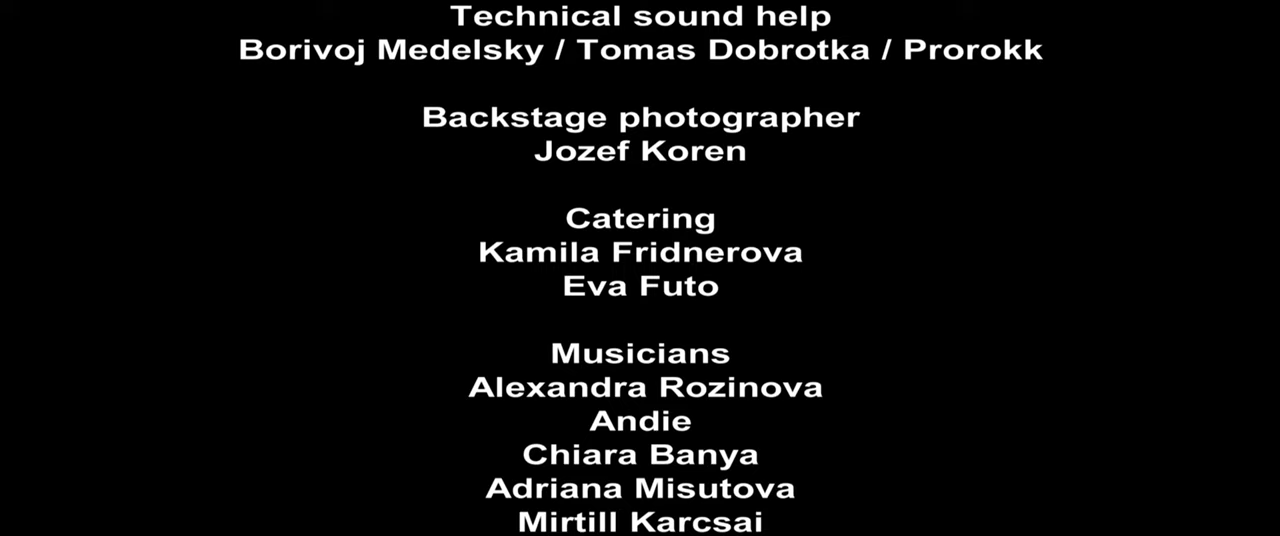 Technical sound help
Borivoj Medelsky / Tomas Dobrotka / Prorokk
Backstage photographer
Jozef Koren
Catering
Kamila Fridnerova
Eva Futo
Musicians
Alexandra Rozinova
Andie
Chiara Banya
Adriana Misutova
Mirtill Karcsai